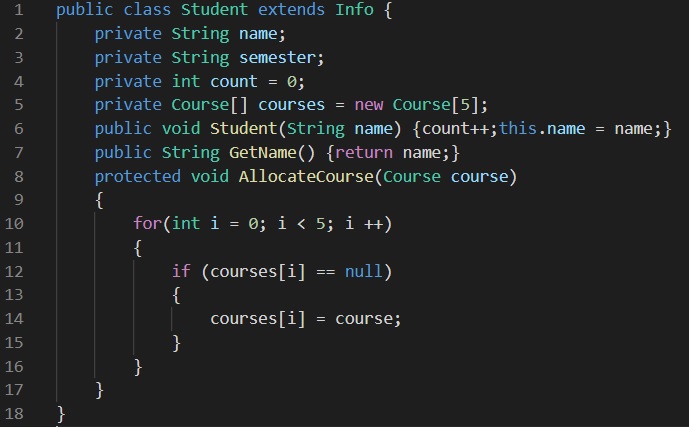 1 public class Student extends Info {
2 private String name;
3 private String semester;
4 private int count = 0;
5 private Course[] courses = new Course[5];
6 public void Student(String name) {count++;this.name = name;}
7 public String GetName() {return name;}
8 protected void AllocateCourse(Course course)
9 {
10 for(int i = 0; i < 5; i ++)
11 {
12 if (courses[i] == null)
13 {
14 courses[i] = course;
15 }
16 }
17 }
18 }